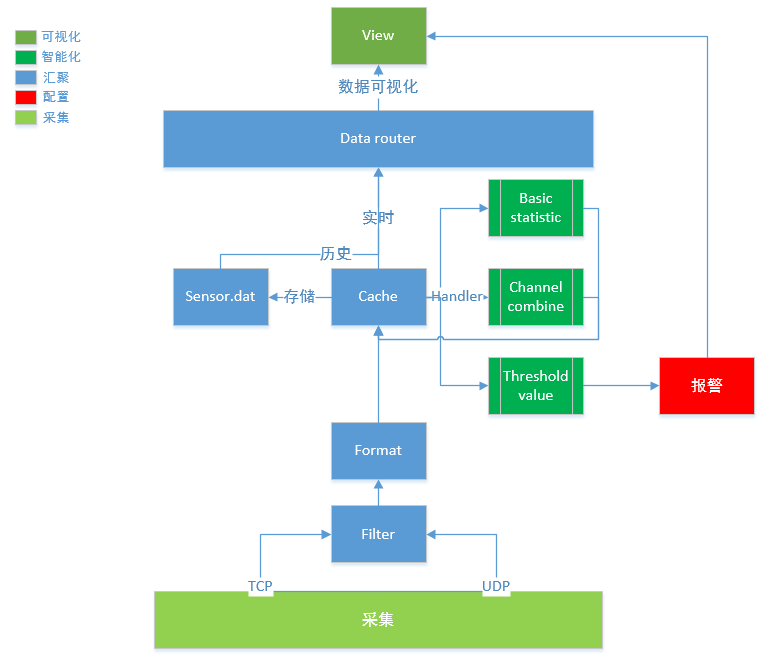 可视化
智能化
汇聚
配置
采集
View
数据可视化
Data router
实时
历史
Basic
statistic
Sensor.dat
存储
Cache
Handler
Channel
combine
Threshold
value
报警
Format
Filter
TCP
UDP
采集